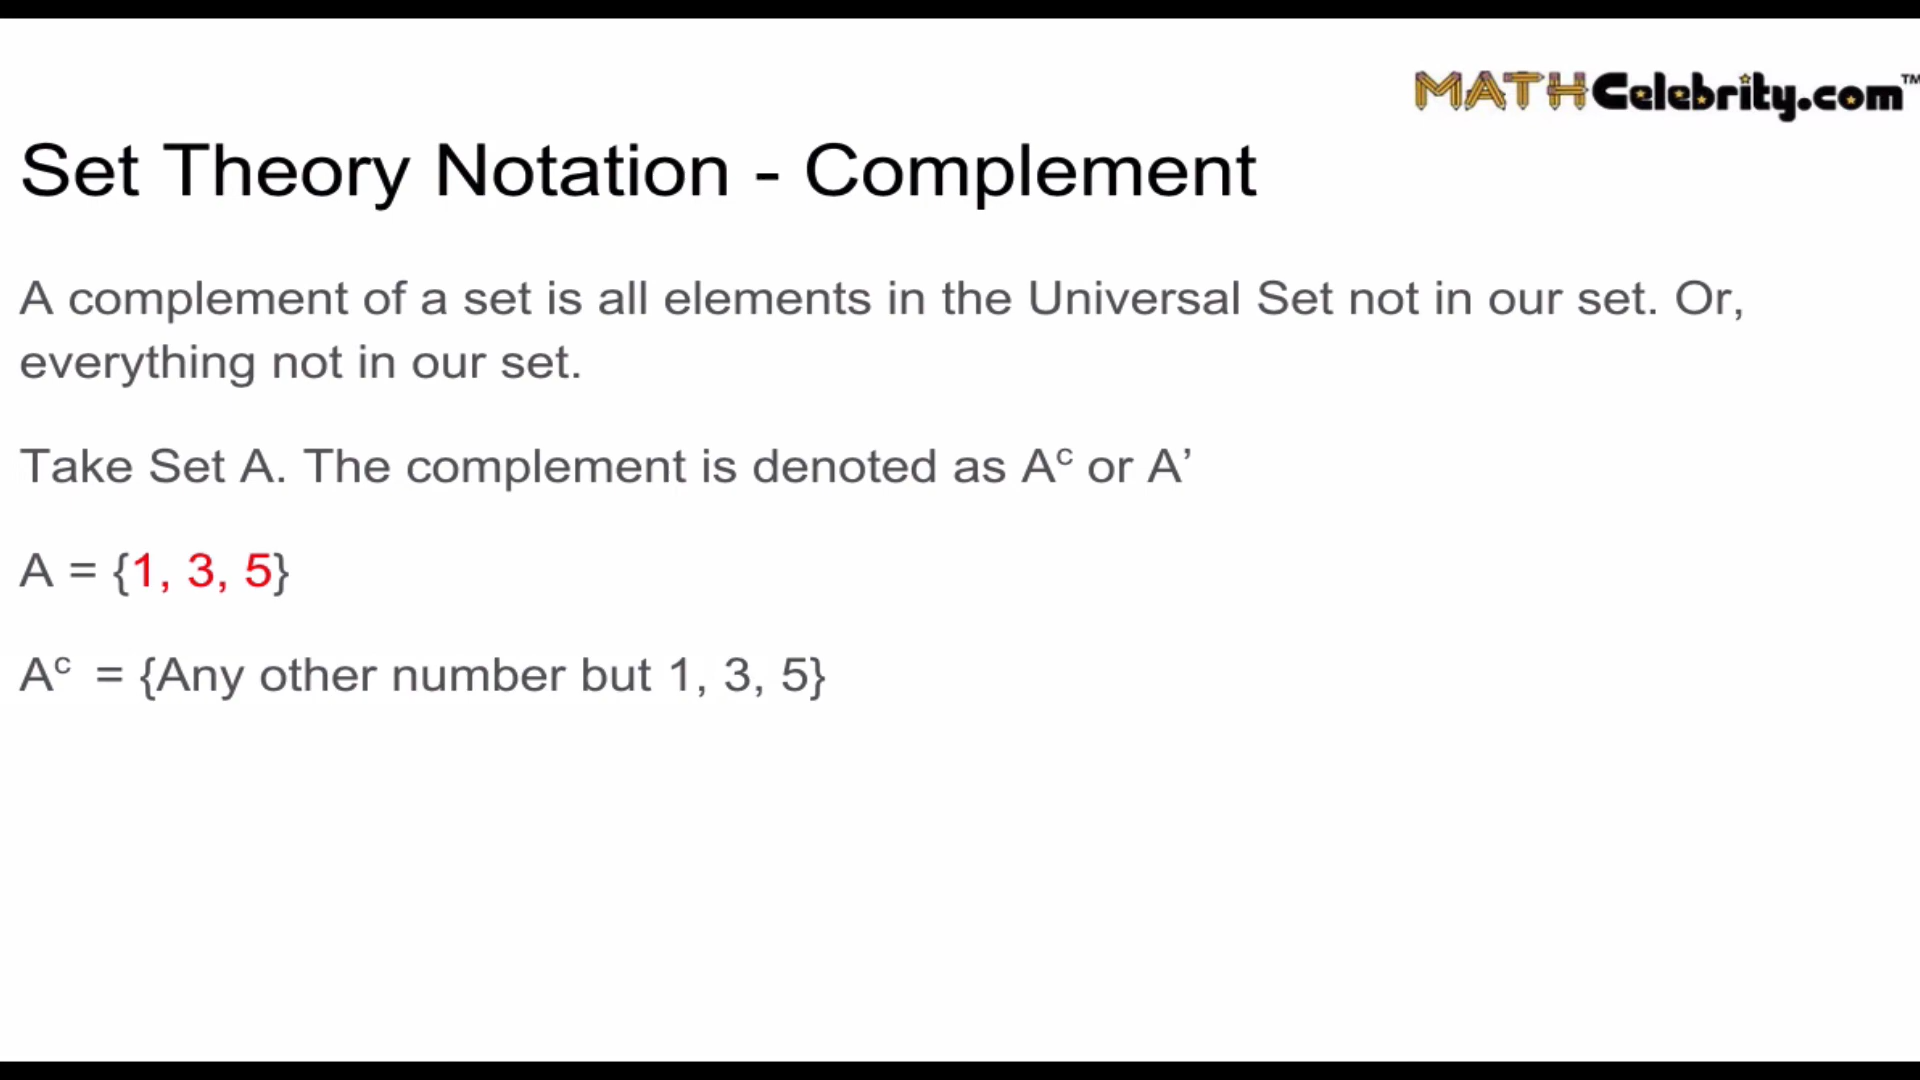 MATHCelebrity.com™
Set Theory Notation - Complement
A complement of a set is all elements in the Universal Set not in our set. Or,
everything not in our set.
Take Set A. The complement is denoted as Aᶜ or A’
A = {1, 3, 5}
Aᶜ = {Any other number but 1, 3, 5}